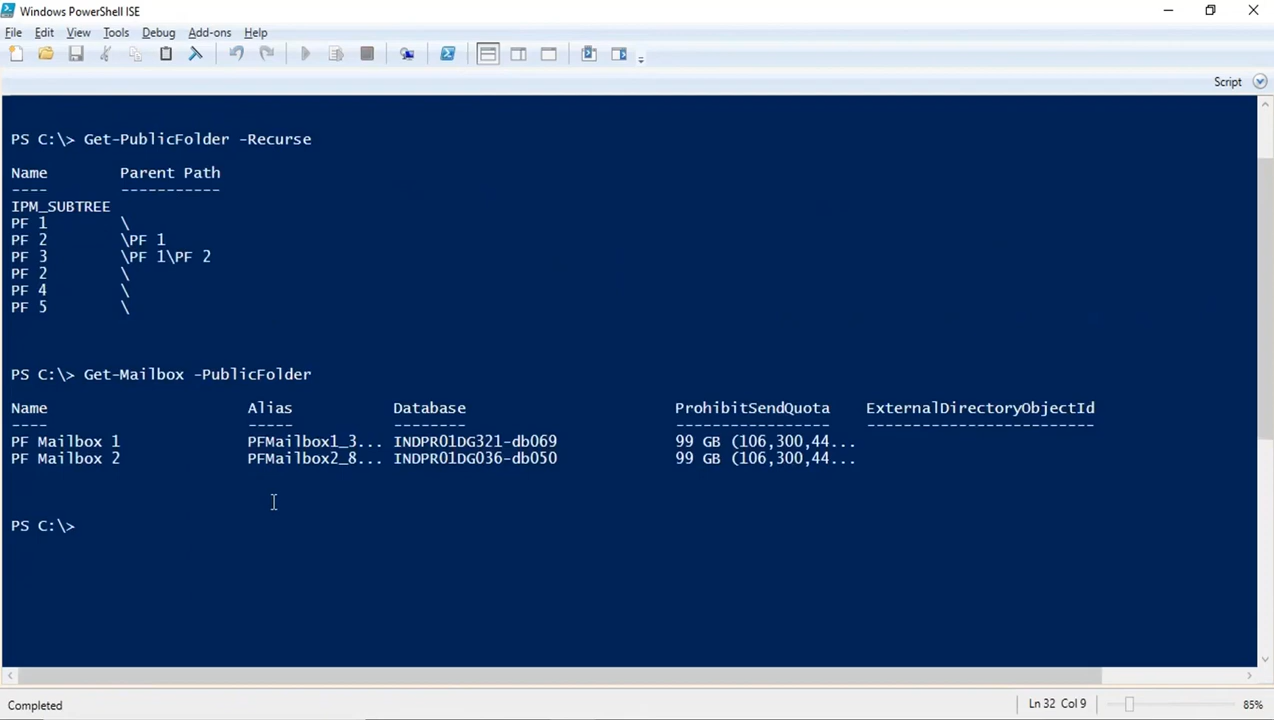 Windows PowerShell ISE
File Edit View Tools Debug Add-ons Help
Script
PS C:\> Get-PublicFolder -Recurse
Name Parent Path
---- -----------
IPM_SUBTREE
PF 1 \
PF 2 \PF 1
PF 3 \PF 1\PF 2
PF 2 \
PF 4 \
PF 5 \
PS C:\> Get-Mailbox -PublicFolder
Name Alias Database ProhibitSendQuota ExternalDirectoryObjectId
---- ----- -------- ----------------- -------------------------
PF Mailbox 1 PFMailbox1_3... INDPR01DG321-db069 99 GB (106,300,44...
PF Mailbox 2 PFMailbox2_8... INDPR01DG036-db050 99 GB (106,300,44...
PS C:\>
Completed Ln 32 Col 9 85%